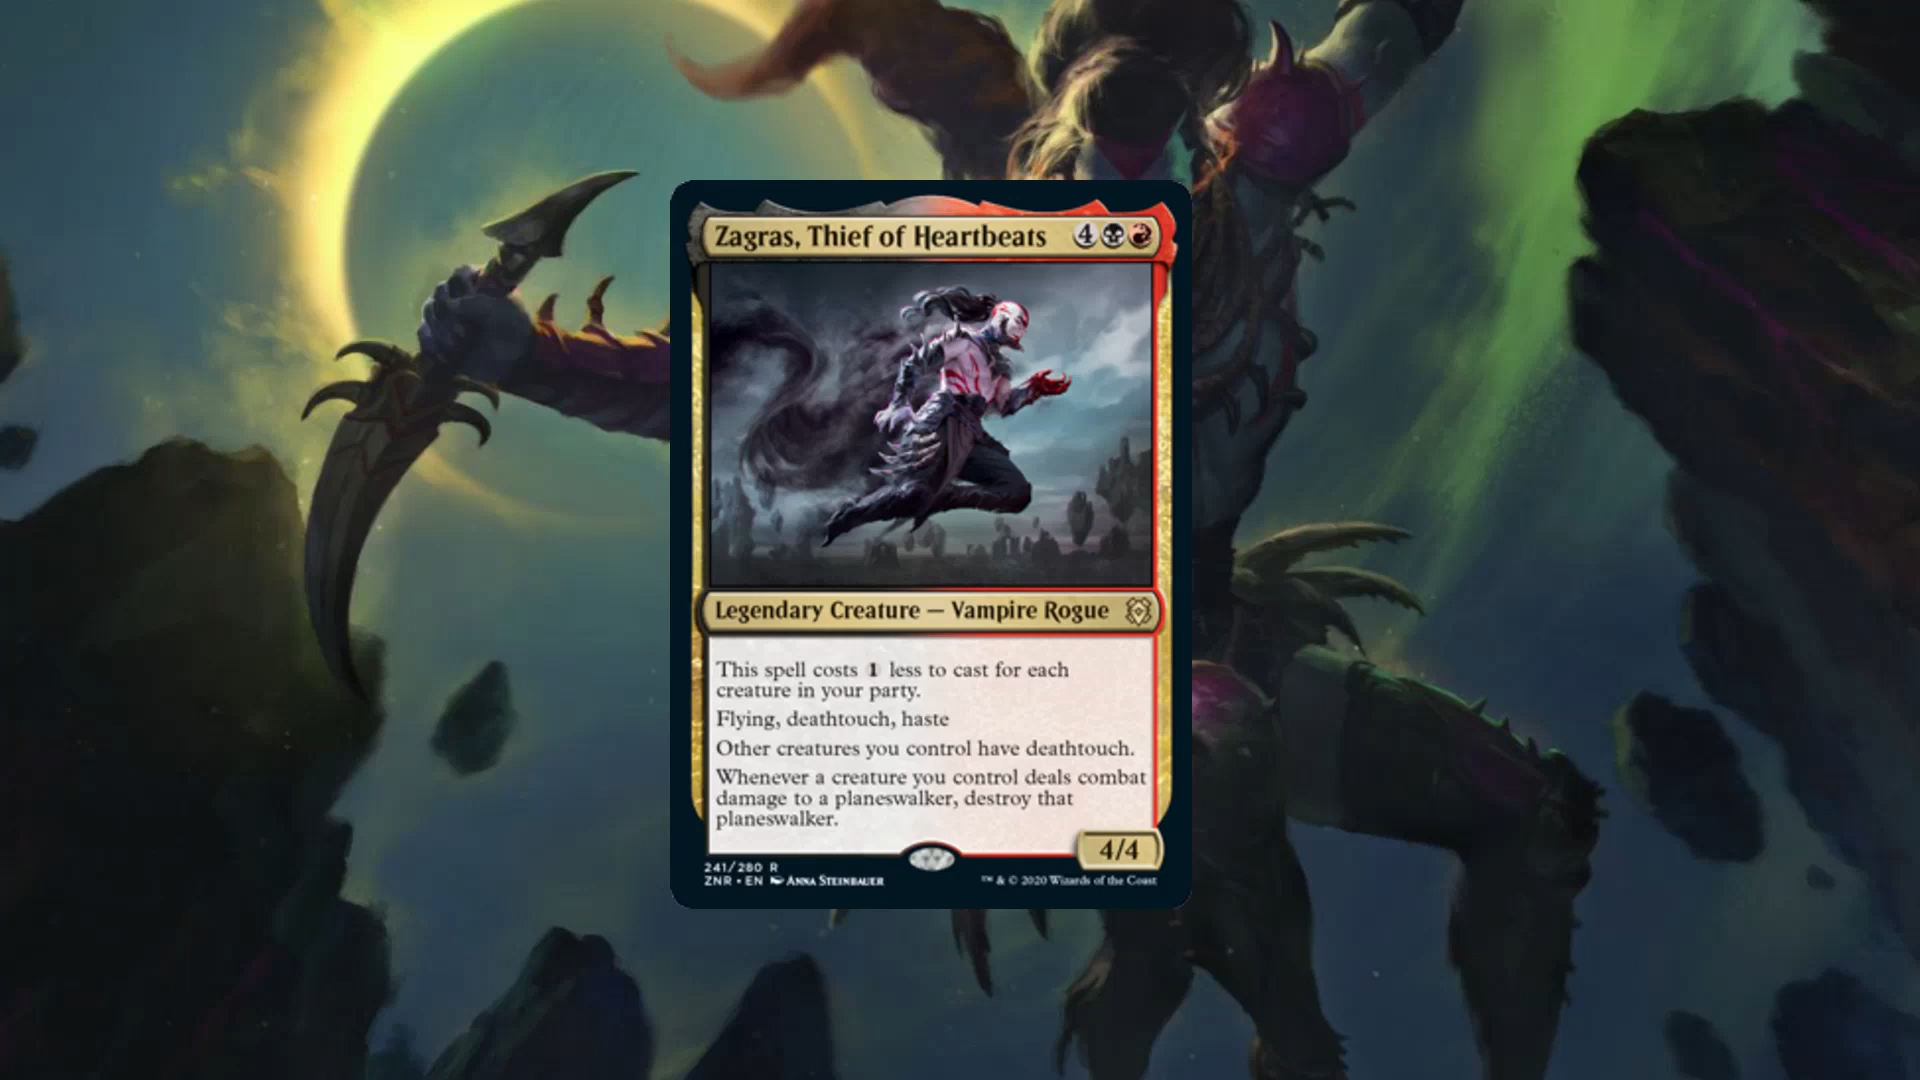 Zagras, Thief of Heartbeats 4
Legendary Creature — Vampire Rogue
This spell costs 1 less to cast for each
creature in your party.
Flying, deathtouch, haste
Other creatures you control have deathtouch.
Whenever a creature you control deals combat
damage to a planeswalker, destroy that
planeswalker.
4/4
241/280 R
ZNR • EN Anna Steinbauer
™ & © 2020 Wizards of the Coast